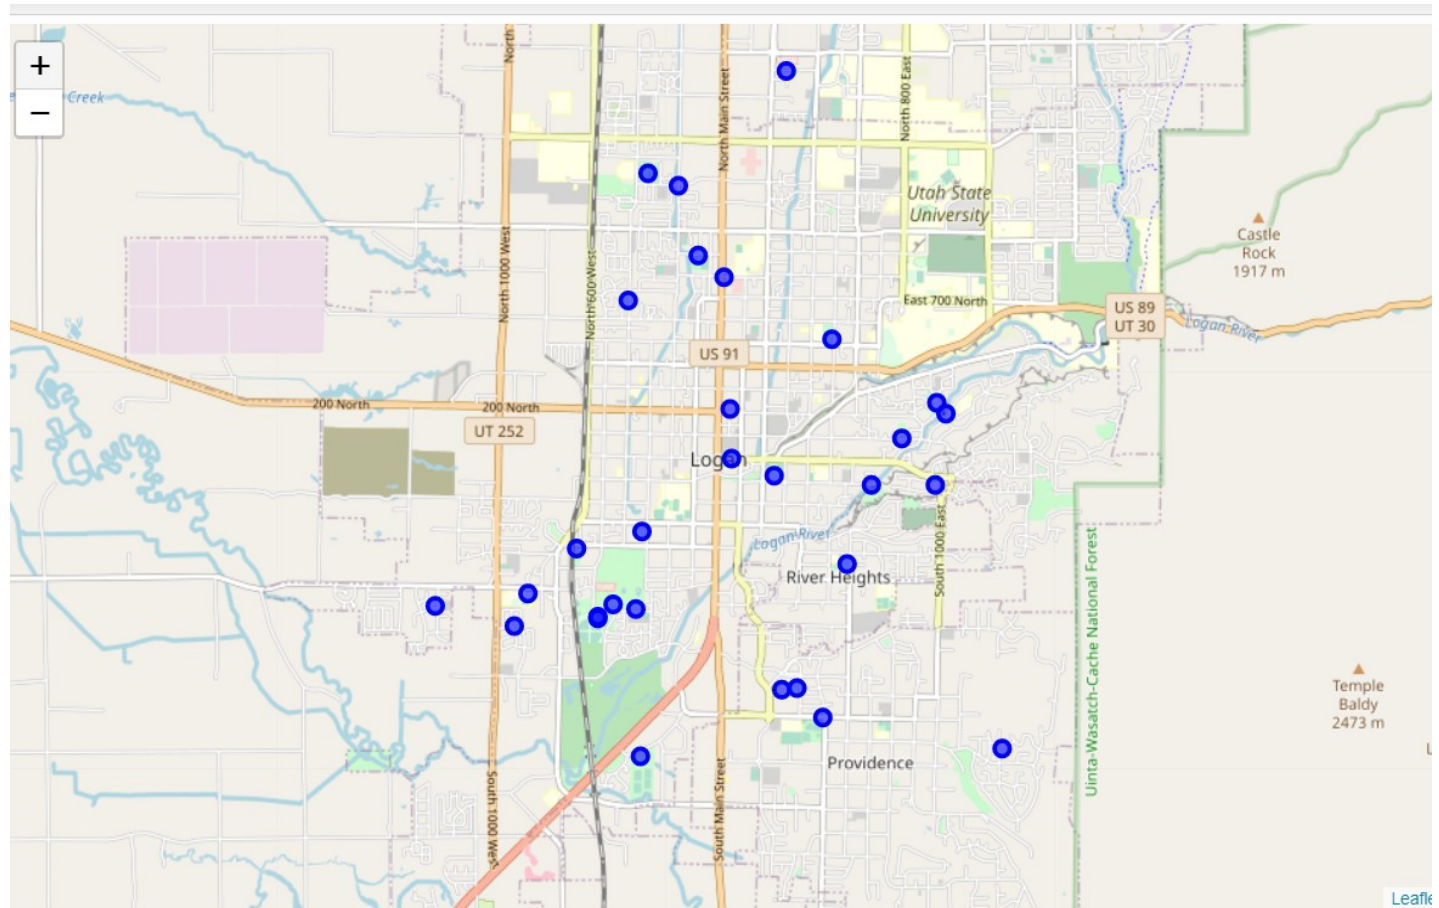 +
−
Creek
North
North Main Street
North 800 East
Utah State
University
Castle
Rock
1917 m
North 1000 West
North 600 West
East 700 North
US 89
UT 30
Logan River
US 91
200 North
200 North
UT 252
Logan
South 1000 East
Logan River
River Heights
Uinta-Wasatch-Cache National Forest
Temple
Baldy
2473 m
Providence
South 1000 West
South Main Street
L
Leafle